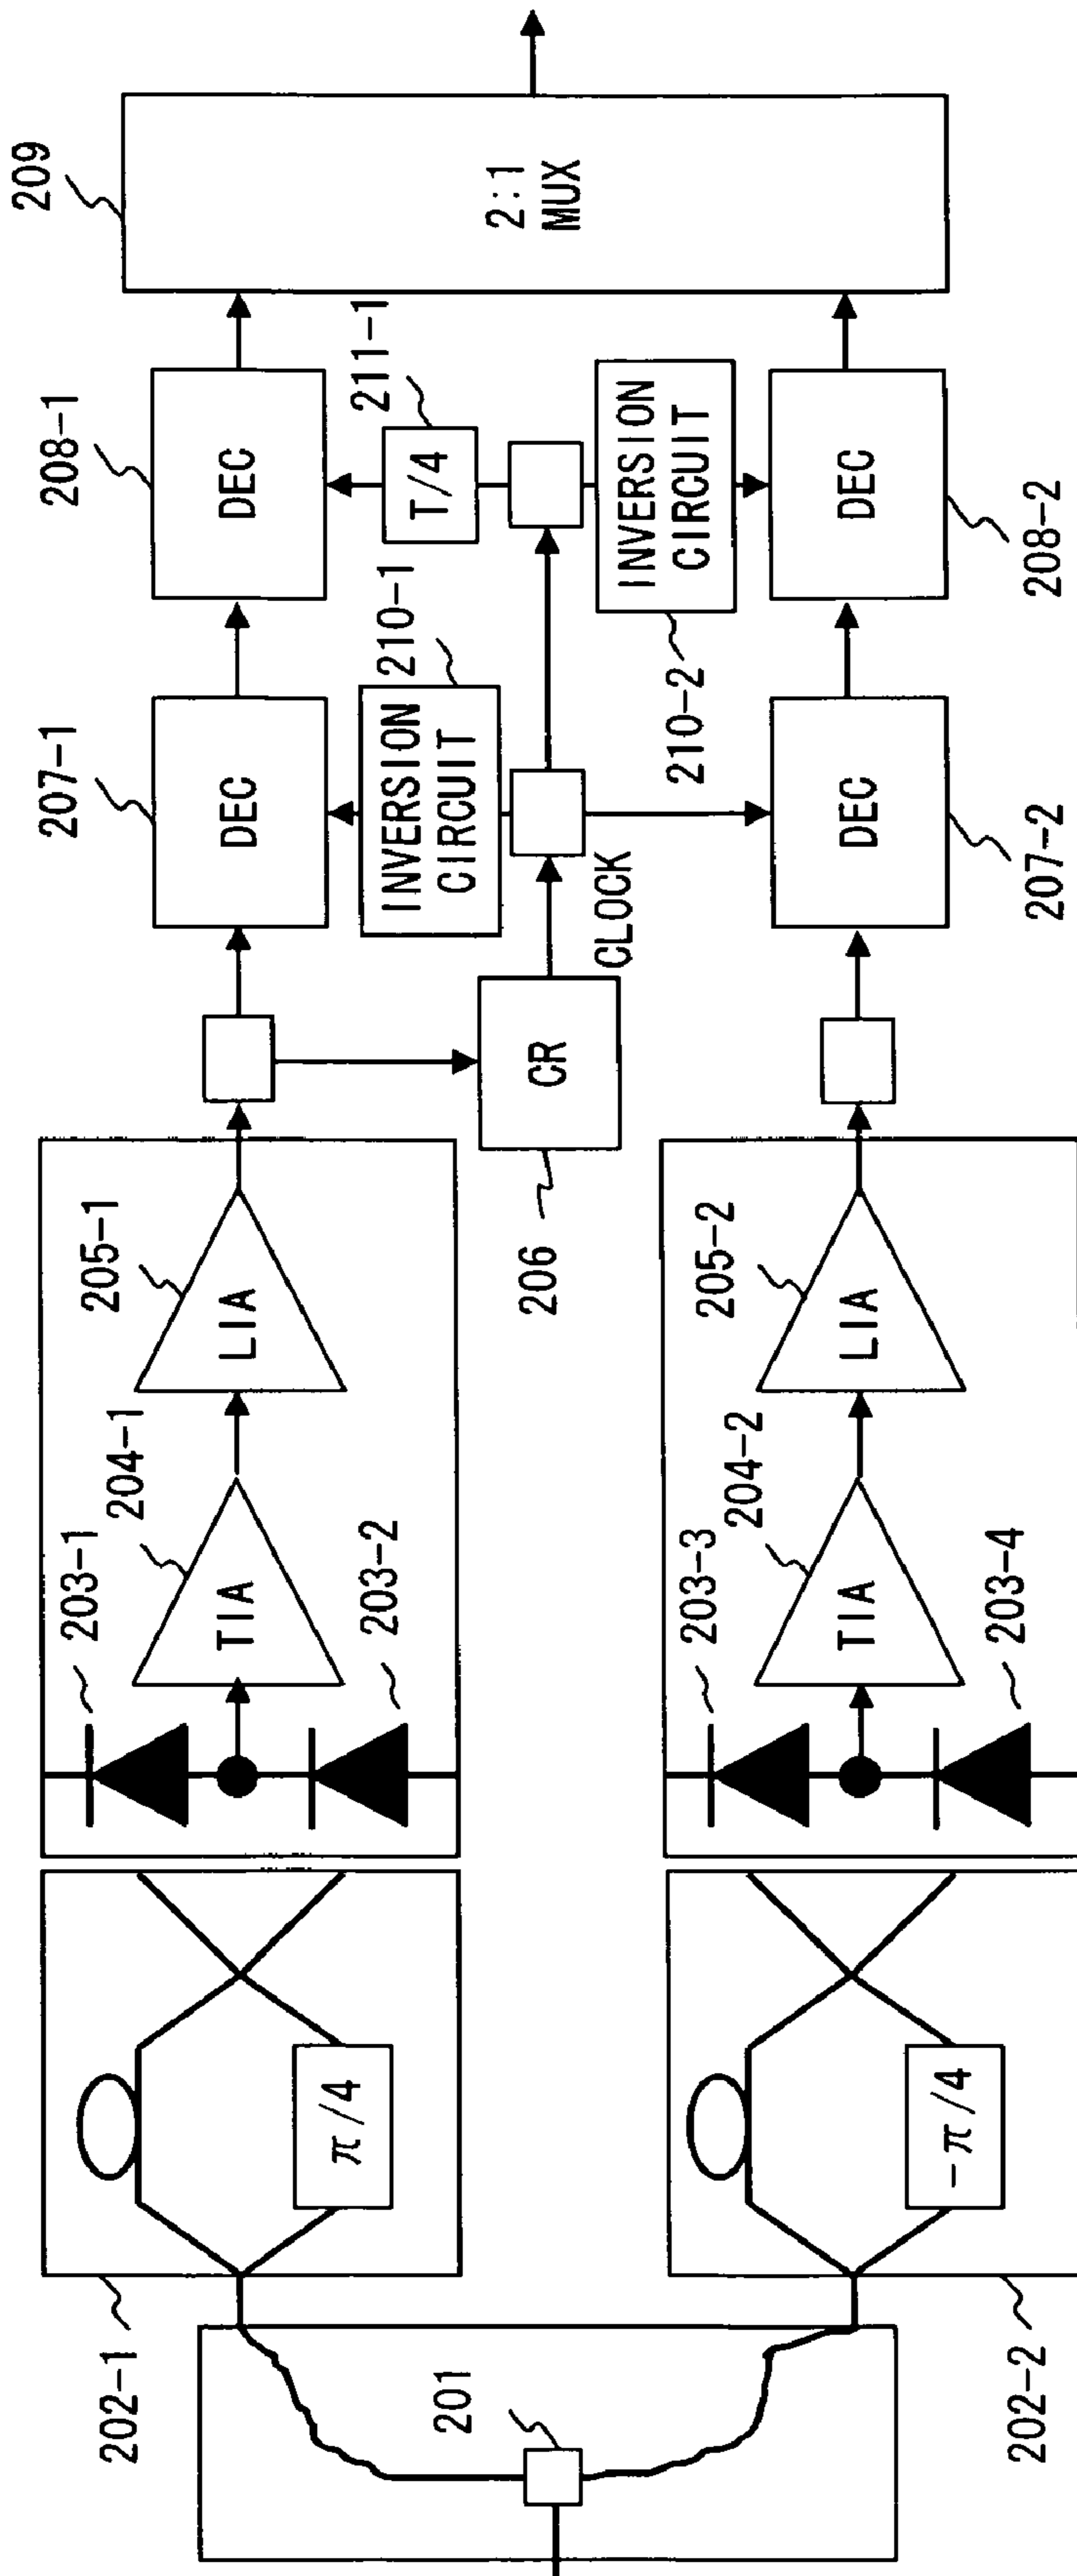 201
202-1
π/4
203-1
203-2
TIA
204-1
LIA
205-1
206
CR
CLOCK
207-1
DEC
210-1
INVERSION
CIRCUIT
208-1
DEC
211-1
T/4
209
2:1
MUX
202-2
-π/4
203-3
203-4
TIA
204-2
LIA
205-2
207-2
DEC
210-2
INVERSION
CIRCUIT
208-2
DEC